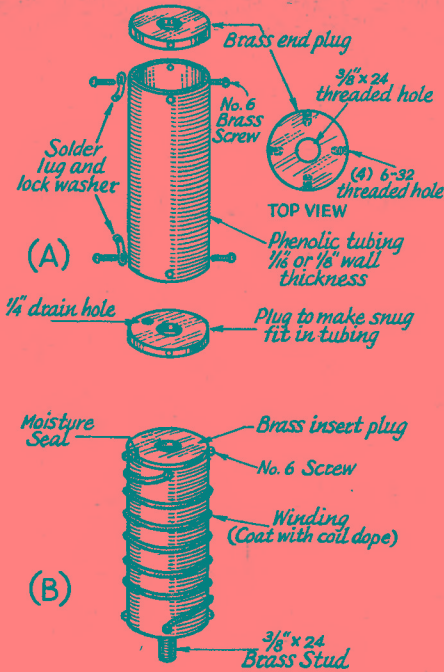 Brass end plug
3/8" x 24
threaded hole
No. 6
Brass
Screw
Solder
lug and
lock washer
(4) 6-32
threaded hole
TOP VIEW
(A)
Phenolic tubing
1/16" or 1/8" wall
thickness
1/4" drain hole
Plug to make snug
fit in tubing
Moisture
Seal
Brass insert plug
No. 6 Screw
Winding
(Coat with coil dope)
(B)
3/8" x 24
Brass Stud